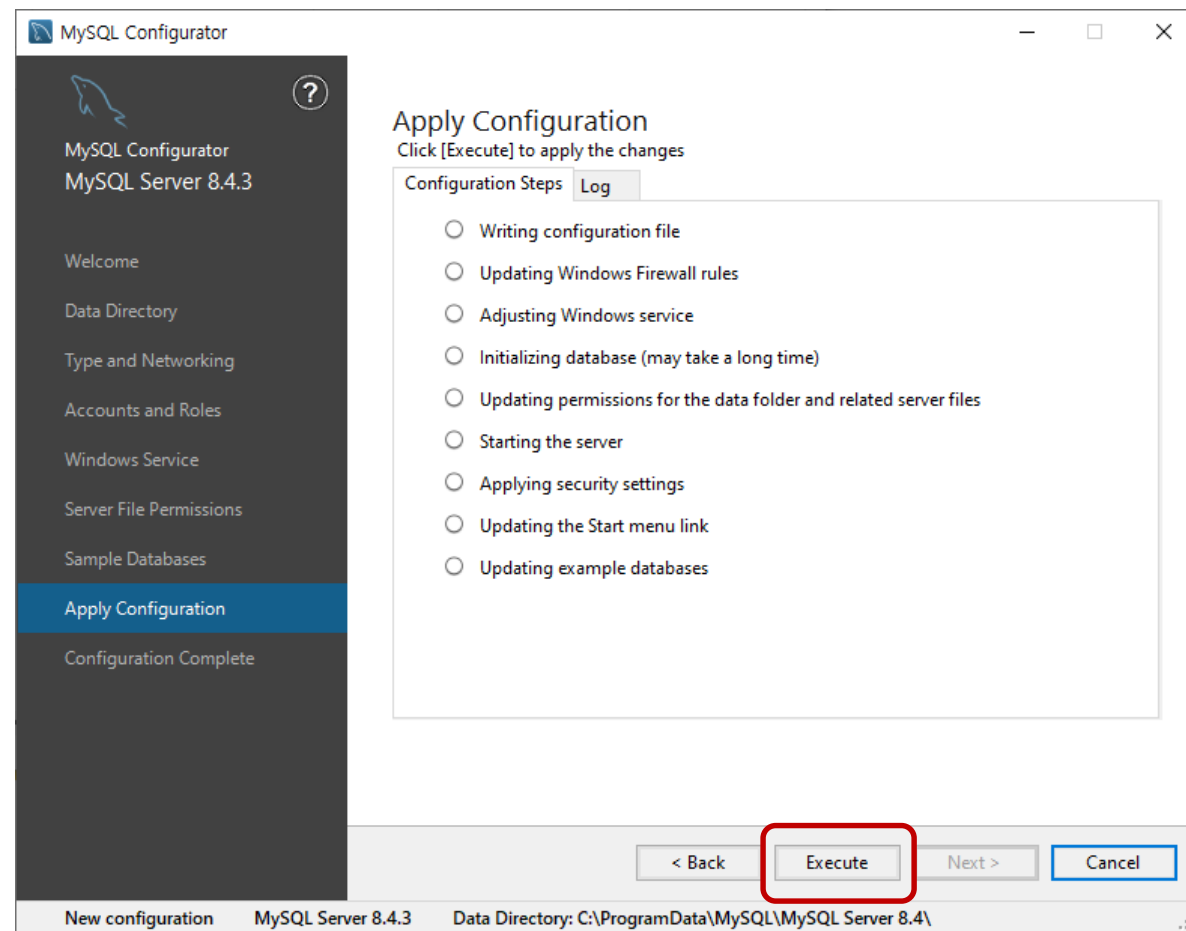 MySQL Configurator
?
MySQL Configurator
MySQL Server 8.4.3
Welcome
Data Directory
Type and Networking
Accounts and Roles
Windows Service
Server File Permissions
Sample Databases
Apply Configuration
Configuration Complete
Apply Configuration
Click [Execute] to apply the changes
Configuration Steps Log
Writing configuration file
Updating Windows Firewall rules
Adjusting Windows service
Initializing database (may take a long time)
Updating permissions for the data folder and related server files
Starting the server
Applying security settings
Updating the Start menu link
Updating example databases
< Back Execute Next > Cancel
New configuration MySQL Server 8.4.3 Data Directory: C:\ProgramData\MySQL\MySQL Server 8.4\